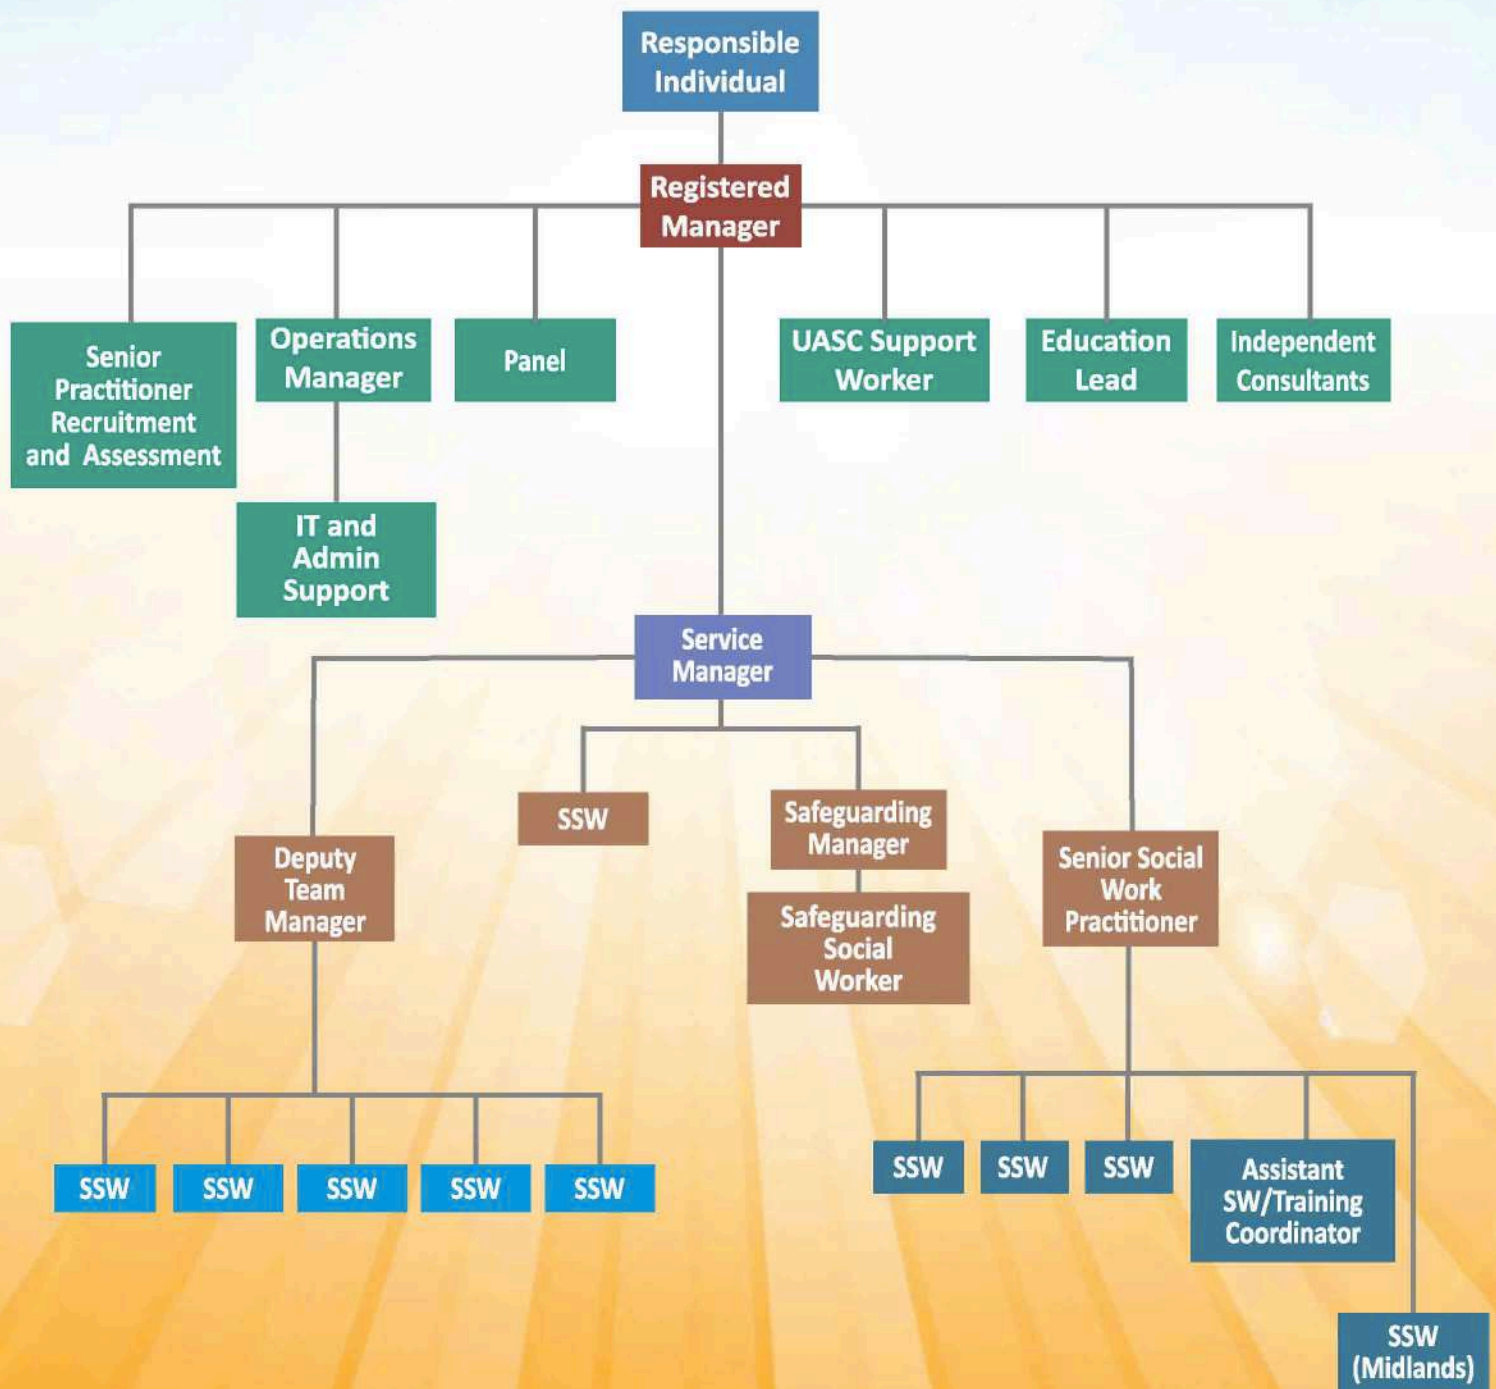 Responsible
Individual
Registered
Manager
Senior
Practitioner
Recruitment
and Assessment
Operations
Manager
Panel
UASC Support
Worker
Education
Lead
Independent
Consultants
IT and
Admin
Support
Service
Manager
SSW
Safeguarding
Manager
Deputy
Team
Manager
Senior Social
Work
Practitioner
Safeguarding
Social
Worker
SSW
SSW
SSW
SSW
SSW
SSW
SSW
SSW
Assistant
SW/Training
Coordinator
SSW
(Midlands)